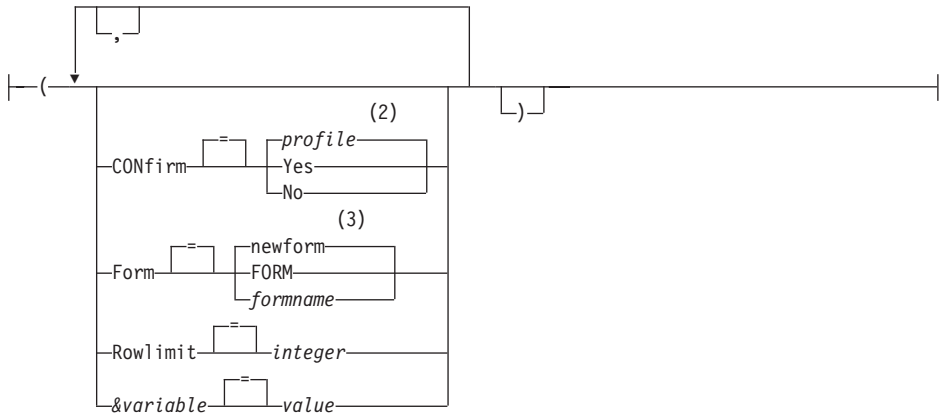 ,
( )
(2)
CONfirm = profile
Yes
No
(3)
Form = newform
FORM
formname
Rowlimit = integer
&variable = value